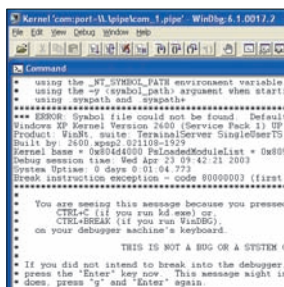 Kernel 'com:port=\\.\pipe\com_1,pipe' - WinDbg:6.1.0017.2
File Edit View Debug Window Help
Command
* using the _NT_SYMBOL_PATH environment variable
* using the -y <symbol_path> argument when starti
* using .sympath and .sympath+
*** ERROR: Symbol file could not be found. Defaul
Windows XP Kernel Version 2600 (Service Pack 1) UP
Product: WinNt, suite: TerminalServer SingleUserTS
Built by: 2600.xpsp2.021108-1929
Kernel base = 0x804d4000 PsLoadedModuleList = 0x80
Debug session time: Wed Apr 23 09:42:21 2003
System Uptime: 0 days 0:01:04.773
Break instruction exception - code 80000003 (first
* You are seeing this message because you pressed
* CTRL+C (if you run kd.exe) or,
* CTRL+BREAK (if you run WinDBG),
* on your debugger machine's keyboard.
* THIS IS NOT A BUG OR A SYSTEM
* If you did not intend to break into the debugger
* press the "Enter" key now. This message might i
* does, press "g" and "Enter" again.